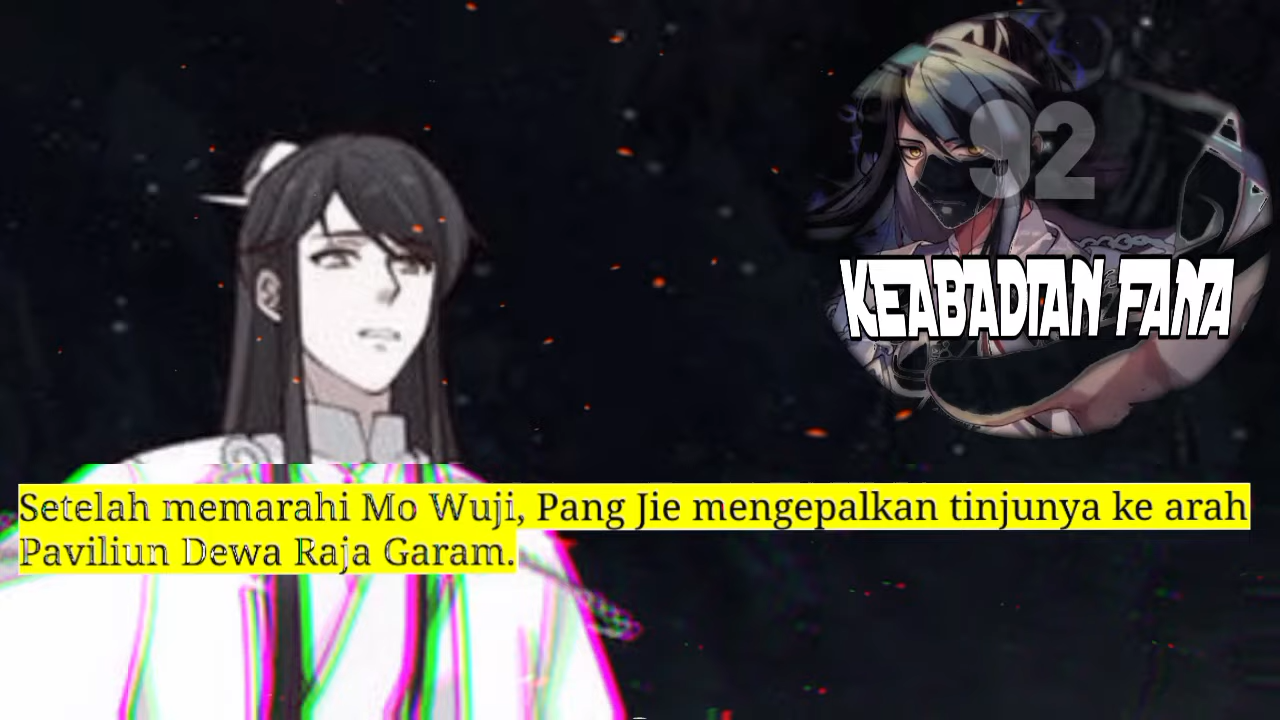 92
KEABADIAN FANA
Setelah memarahi Mo Wuji, Pang Jie mengepalkan tinjunya ke arah
Paviliun Dewa Raja Garam.